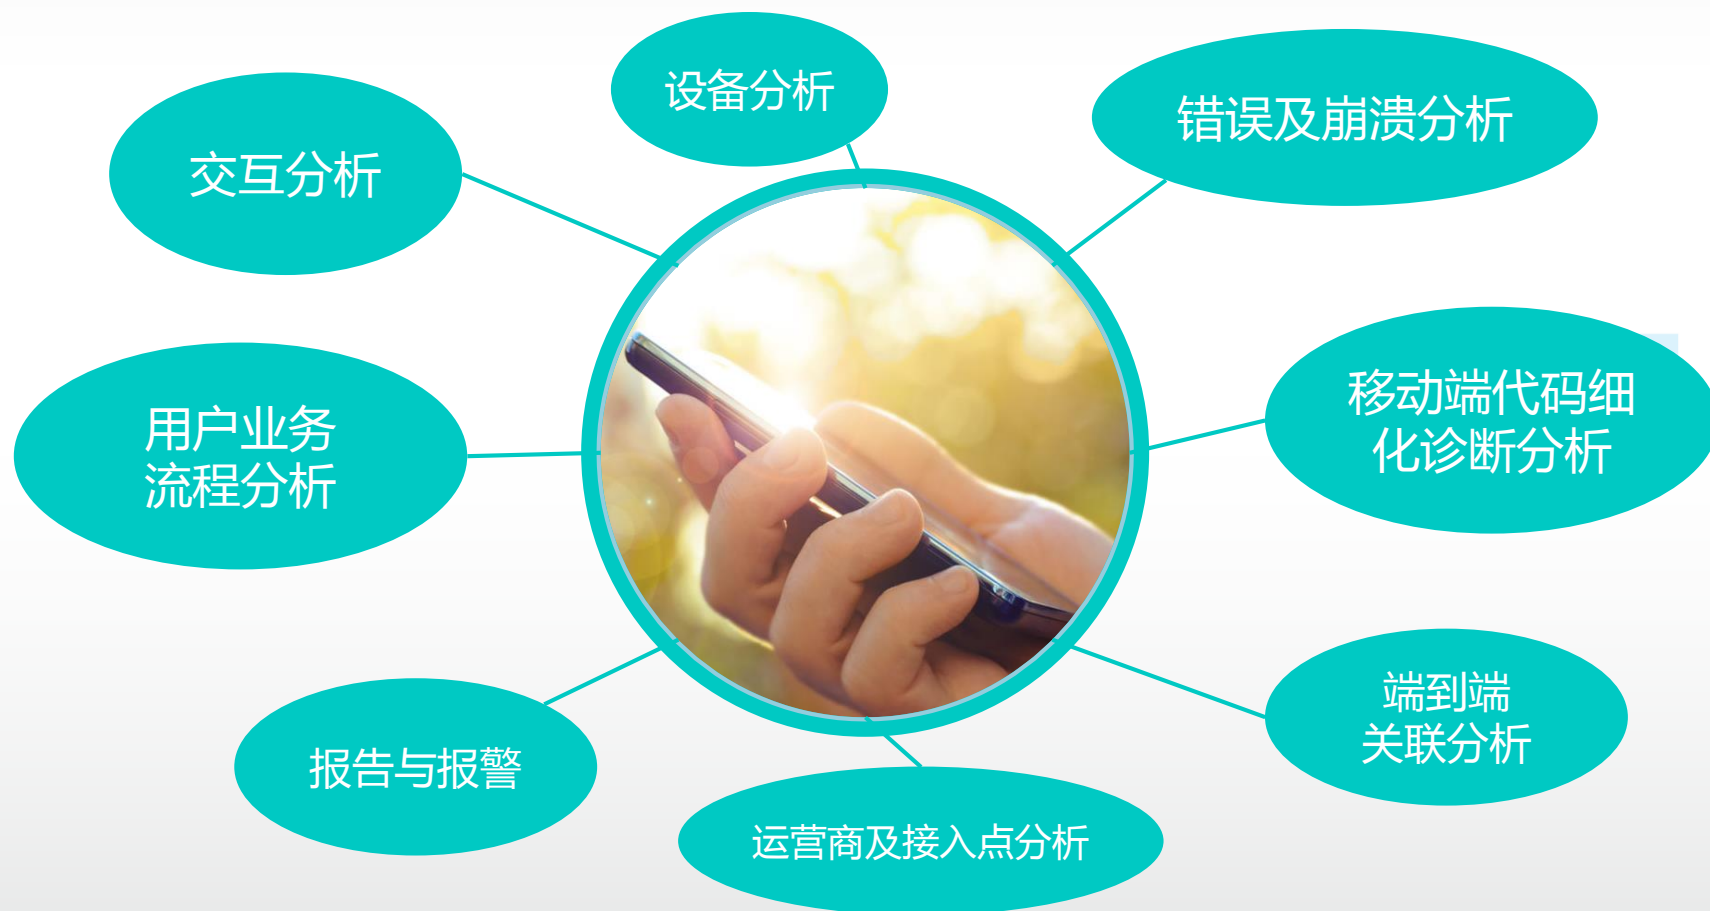 设备分析
错误及崩溃分析
交互分析
移动端代码细
化诊断分析
用户业务
流程分析
端到端
关联分析
报告与报警
运营商及接入点分析